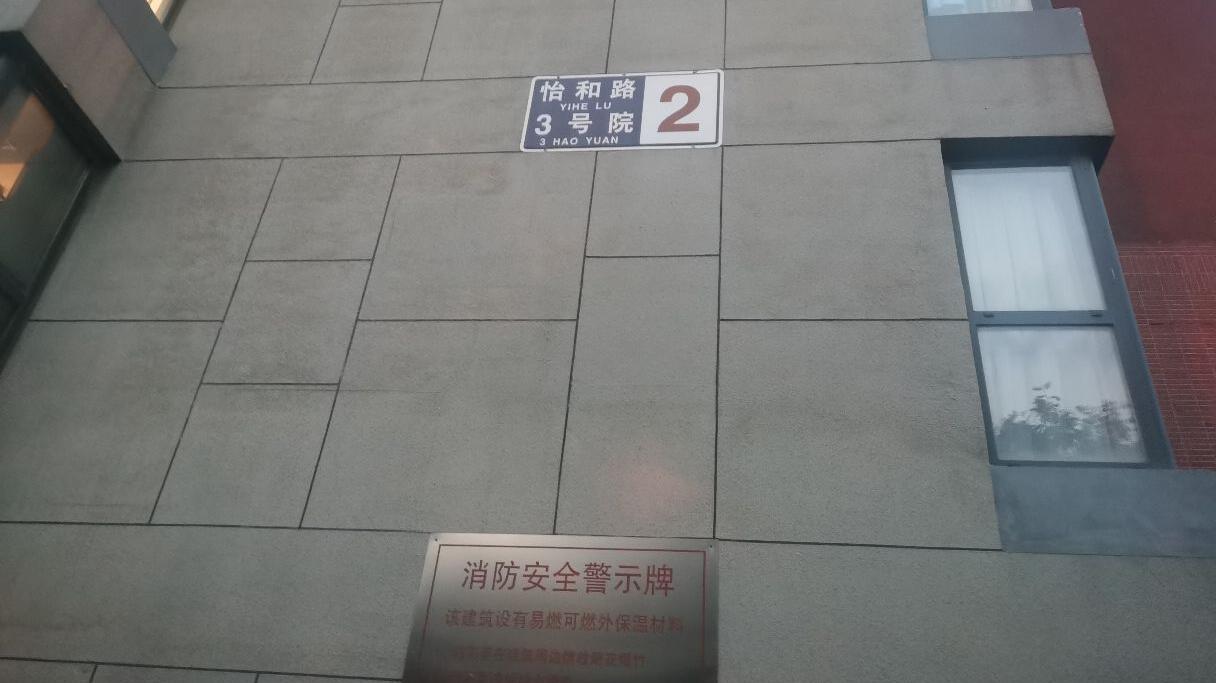 怡和路
YIHE LU
3号院
3 HAO YUAN
2
消防安全警示牌
该建筑设有易燃可燃外保温材料